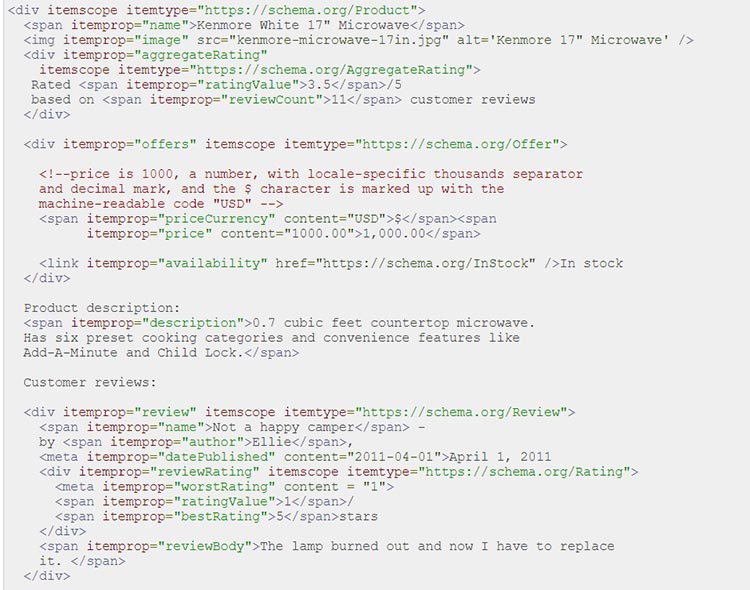 <div itemscope itemtype="https://schema.org/Product">
<span itemprop="name">Kenmore White 17" Microwave</span>
<img itemprop="image" src="kenmore-microwave-17in.jpg" alt='Kenmore 17" Microwave' />
<div itemprop="aggregateRating"
itemscope itemtype="https://schema.org/AggregateRating">
Rated <span itemprop="ratingValue">3.5</span>/5
based on <span itemprop="reviewCount">11</span> customer reviews
</div>
<div itemprop="offers" itemscope itemtype="https://schema.org/Offer">
<!--price is 1000, a number, with locale-specific thousands separator
and decimal mark, and the $ character is marked up with the
machine-readable code "USD" -->
<span itemprop="priceCurrency" content="USD">$</span><span
itemprop="price" content="1000.00">1,000.00</span>
<link itemprop="availability" href="https://schema.org/InStock" />In stock
</div>
Product description:
<span itemprop="description">0.7 cubic feet countertop microwave.
Has six preset cooking categories and convenience features like
Add-A-Minute and Child Lock.</span>
Customer reviews:
<div itemprop="review" itemscope itemtype="https://schema.org/Review">
<span itemprop="name">Not a happy camper</span> -
by <span itemprop="author">Ellie</span>,
<meta itemprop="datePublished" content="2011-04-01">April 1, 2011
<div itemprop="reviewRating" itemscope itemtype="https://schema.org/Rating">
<meta itemprop="worstRating" content = "1">
<span itemprop="ratingValue">1</span>/
<span itemprop="bestRating">5</span>stars
</div>
<span itemprop="reviewBody">The lamp burned out and now I have to replace
it. </span>
</div>